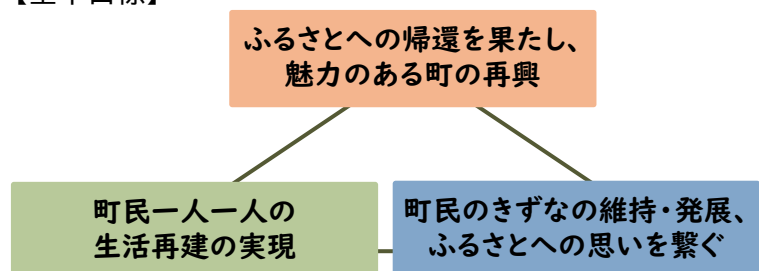 ふるさとへの帰還を果たし、
魅力のある町の再興
町民一人一人の
生活再建の実現
町民のきずなの維持・発展、
ふるさとへの思いを繋ぐ